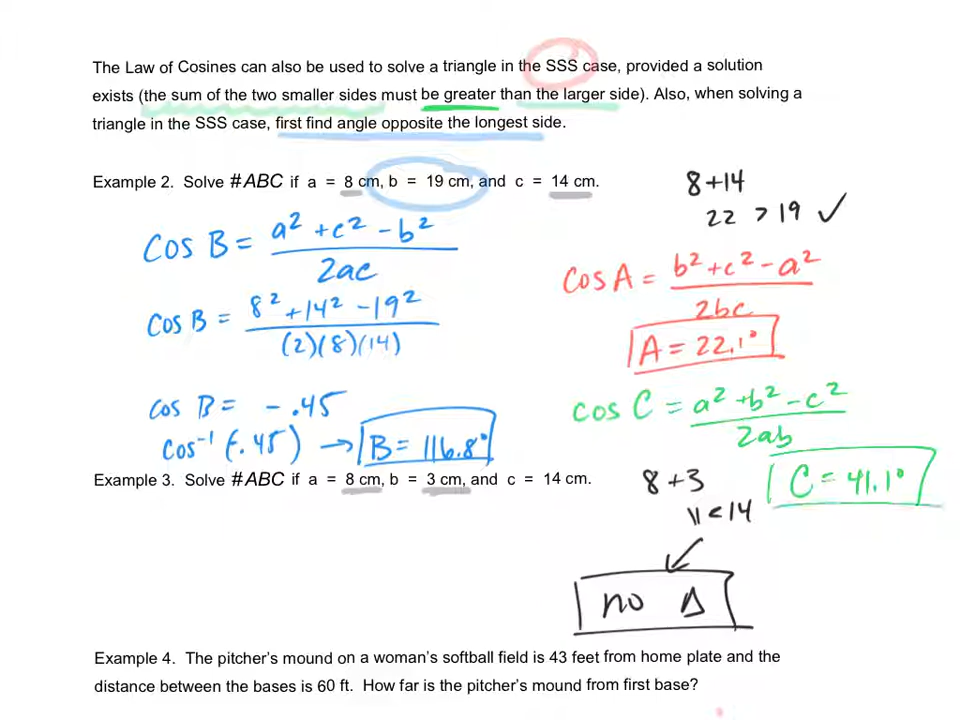 The Law of Cosines can also be used to solve a triangle in the SSS case, provided a solution
exists (the sum of the two smaller sides must be greater than the larger side). Also, when solving a
triangle in the SSS case, first find angle opposite the longest side.
Example 2. Solve #ABC if a = 8 cm, b = 19 cm, and c = 14 cm.
8+14
22 > 19 ✓
Cos B = a² + c² - b² / 2ac
Cos B = 8² + 14² - 19² / (2)(8)(14)
cos B = -.45
cos⁻¹ (-.45) → B = 116.8°
Cos A = b² + c² - a² / 2bc
A = 22.1°
cos C = a² + b² - c² / 2ab
C = 41.1°
Example 3. Solve #ABC if a = 8 cm, b = 3 cm, and c = 14 cm.
8 + 3
11 < 14
no Δ
Example 4. The pitcher's mound on a woman's softball field is 43 feet from home plate and the
distance between the bases is 60 ft. How far is the pitcher's mound from first base?